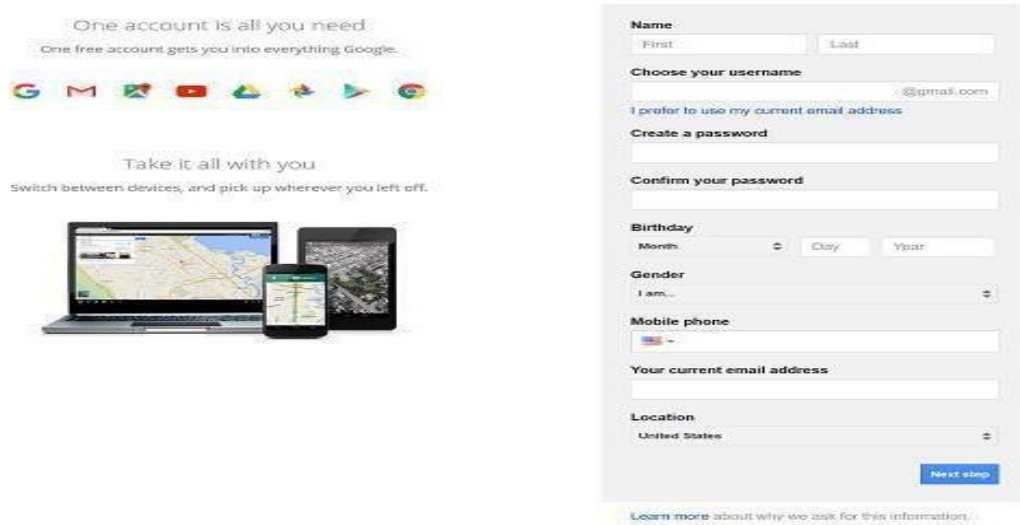 One account is all you need
One free account gets you into everything Google.
Take it all with you
Switch between devices, and pick up wherever you left off.
Name
First Last
Choose your username
@gmail.com
I prefer to use my current email address
Create a password
Confirm your password
Birthday
Month Day Year
Gender
I am...
Mobile phone
Your current email address
Location
United States
Next step
Learn more about why we ask for this information.